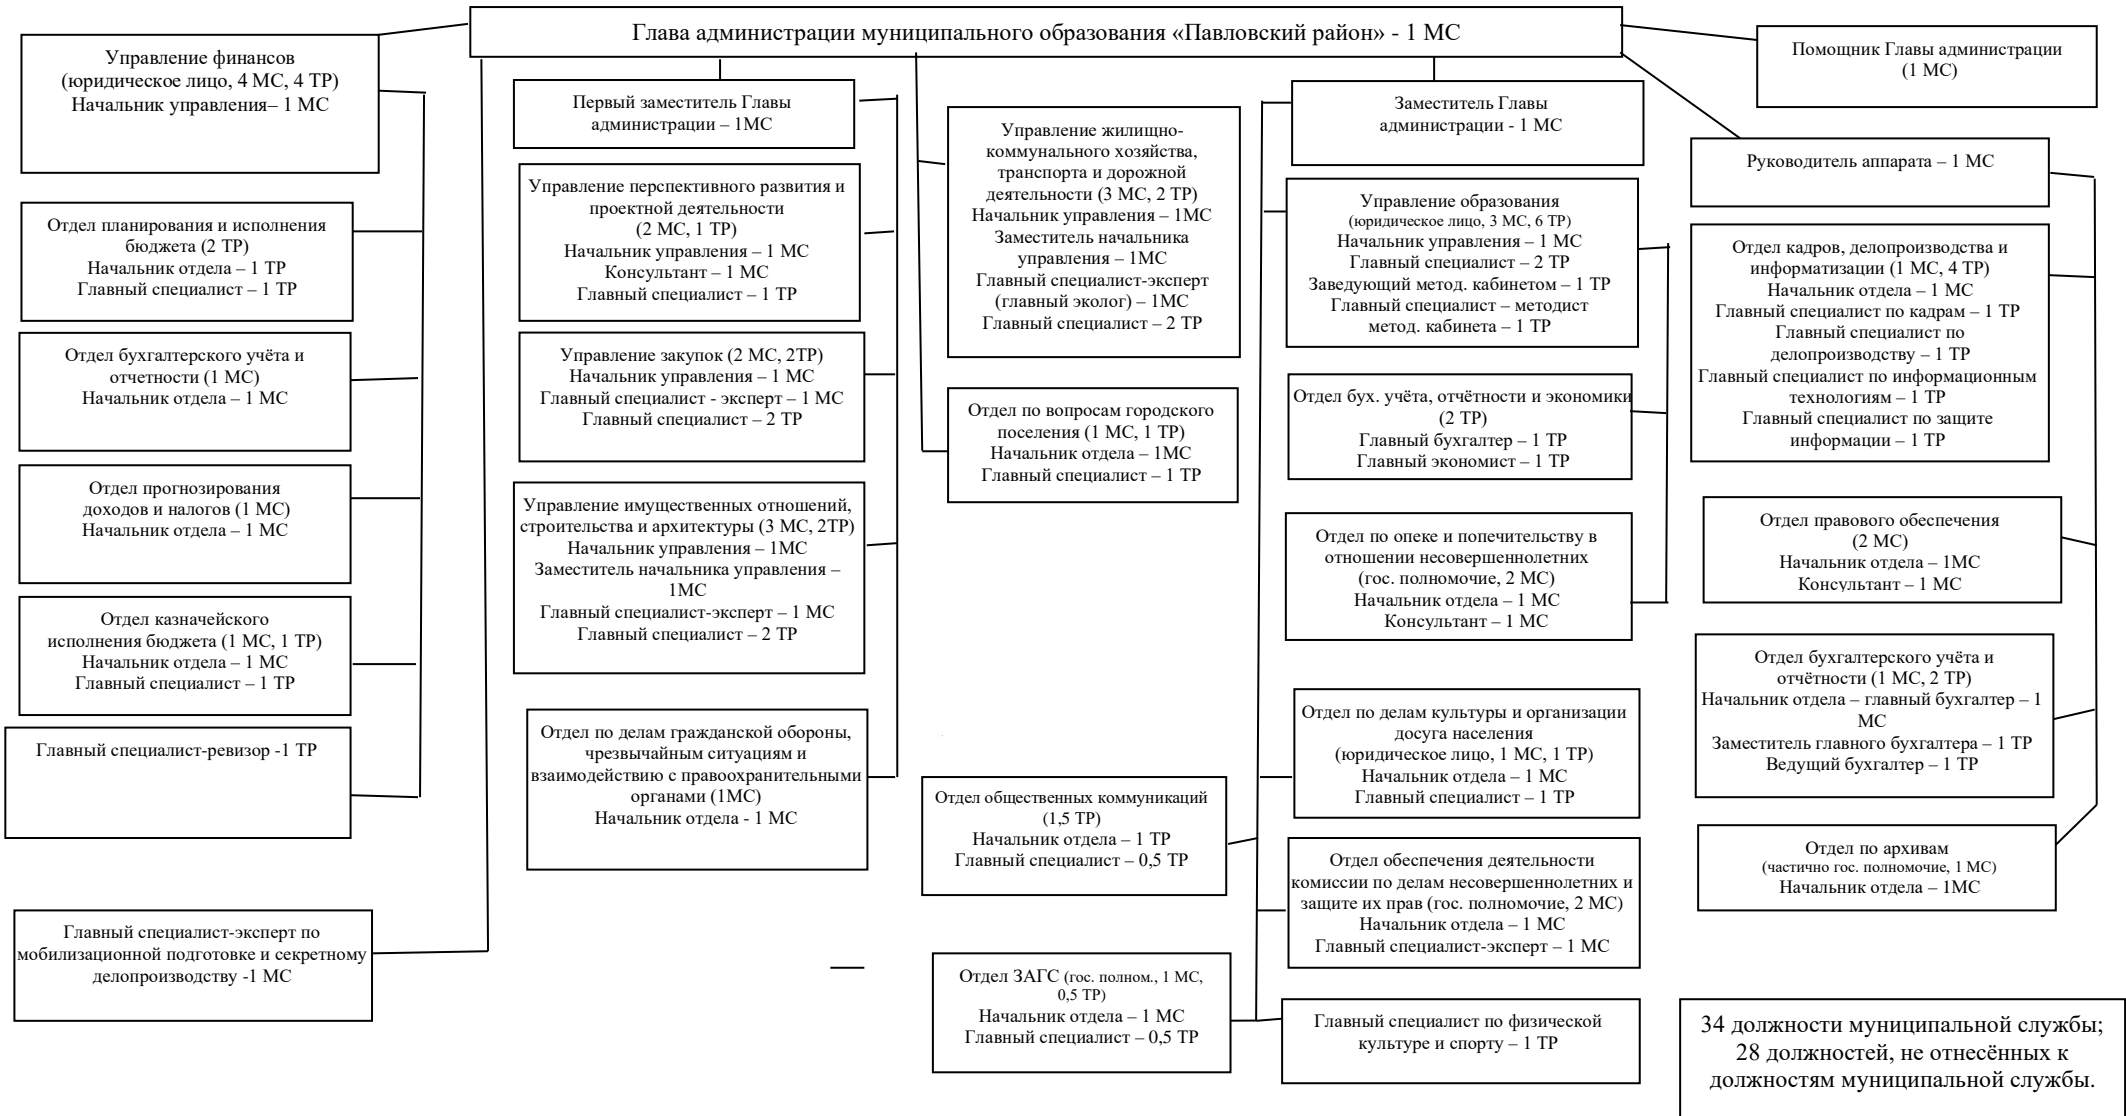 Глава администрации муниципального образования «Павловский район» - 1 МС
Управление финансов
(юридическое лицо, 4 МС, 4 ТР)
Начальник управления– 1 МС
Отдел планирования и исполнения
бюджета (2 ТР)
Начальник отдела – 1 ТР
Главный специалист – 1 ТР
Отдел бухгалтерского учёта и
отчетности (1 МС)
Начальник отдела – 1 МС
Отдел прогнозирования
доходов и налогов (1 МС)
Начальник отдела – 1 МС
Отдел казначейского
исполнения бюджета (1 МС, 1 ТР)
Начальник отдела – 1 МС
Главный специалист – 1 ТР
Главный специалист-ревизор -1 ТР
Главный специалист-эксперт по
мобилизационной подготовке и секретному
делопроизводству -1 МС
Первый заместитель Главы
администрации – 1МС
Управление перспективного развития и
проектной деятельности
(2 МС, 1 ТР)
Начальник управления – 1 МС
Консультант – 1 МС
Главный специалист – 1 ТР
Управление закупок (2 МС, 2ТР)
Начальник управления – 1 МС
Главный специалист - эксперт – 1 МС
Главный специалист – 2 ТР
Управление имущественных отношений,
строительства и архитектуры (3 МС, 2ТР)
Начальник управления – 1МС
Заместитель начальника управления –
1МС
Главный специалист-эксперт – 1 МС
Главный специалист – 2 ТР
Отдел по делам гражданской обороны,
чрезвычайным ситуациям и
взаимодействию с правоохранительными
органами (1МС)
Начальник отдела - 1 МС
Управление жилищно-
коммунального хозяйства,
транспорта и дорожной
деятельности (3 МС, 2 ТР)
Начальник управления – 1МС
Заместитель начальника
управления – 1МС
Главный специалист-эксперт
(главный эколог) – 1МС
Главный специалист – 2 ТР
Отдел по вопросам городского
поселения (1 МС, 1 ТР)
Начальник отдела – 1МС
Главный специалист – 1 ТР
Отдел общественных коммуникаций
(1,5 ТР)
Начальник отдела – 1 ТР
Главный специалист – 0,5 ТР
Отдел ЗАГС (гос. полном., 1 МС,
0,5 ТР)
Начальник отдела – 1 МС
Главный специалист – 0,5 ТР
Заместитель Главы
администрации - 1 МС
Управление образования
(юридическое лицо, 3 МС, 6 ТР)
Начальник управления – 1 МС
Главный специалист – 2 ТР
Заведующий метод. кабинетом – 1 ТР
Главный специалист – методист
метод. кабинета – 1 ТР
Отдел бух. учёта, отчётности и экономики
(2 ТР)
Главный бухгалтер – 1 ТР
Главный экономист – 1 ТР
Отдел по опеке и попечительству в
отношении несовершеннолетних
(гос. полномочие, 2 МС)
Начальник отдела – 1 МС
Консультант – 1 МС
Отдел по делам культуры и организации
досуга населения
(юридическое лицо, 1 МС, 1 ТР)
Начальник отдела – 1 МС
Главный специалист – 1 ТР
Отдел обеспечения деятельности
комиссии по делам несовершеннолетних и
защите их прав (гос. полномочие, 2 МС)
Начальник отдела – 1 МС
Главный специалист-эксперт – 1 МС
Главный специалист по физической
культуре и спорту – 1 ТР
Помощник Главы администрации
(1 МС)
Руководитель аппарата – 1 МС
Отдел кадров, делопроизводства и
информатизации (1 МС, 4 ТР)
Начальник отдела – 1 МС
Главный специалист по кадрам – 1 ТР
Главный специалист по
делопроизводству – 1 ТР
Главный специалист по информационным
технологиям – 1 ТР
Главный специалист по защите
информации – 1 ТР
Отдел правового обеспечения
(2 МС)
Начальник отдела – 1МС
Консультант – 1 МС
Отдел бухгалтерского учёта и
отчётности (1 МС, 2 ТР)
Начальник отдела – главный бухгалтер – 1
МС
Заместитель главного бухгалтера – 1 ТР
Ведущий бухгалтер – 1 ТР
Отдел по архивам
(частично гос. полномочие, 1 МС)
Начальник отдела – 1МС
34 должности муниципальной службы;
28 должностей, не отнесённых к
должностям муниципальной службы.